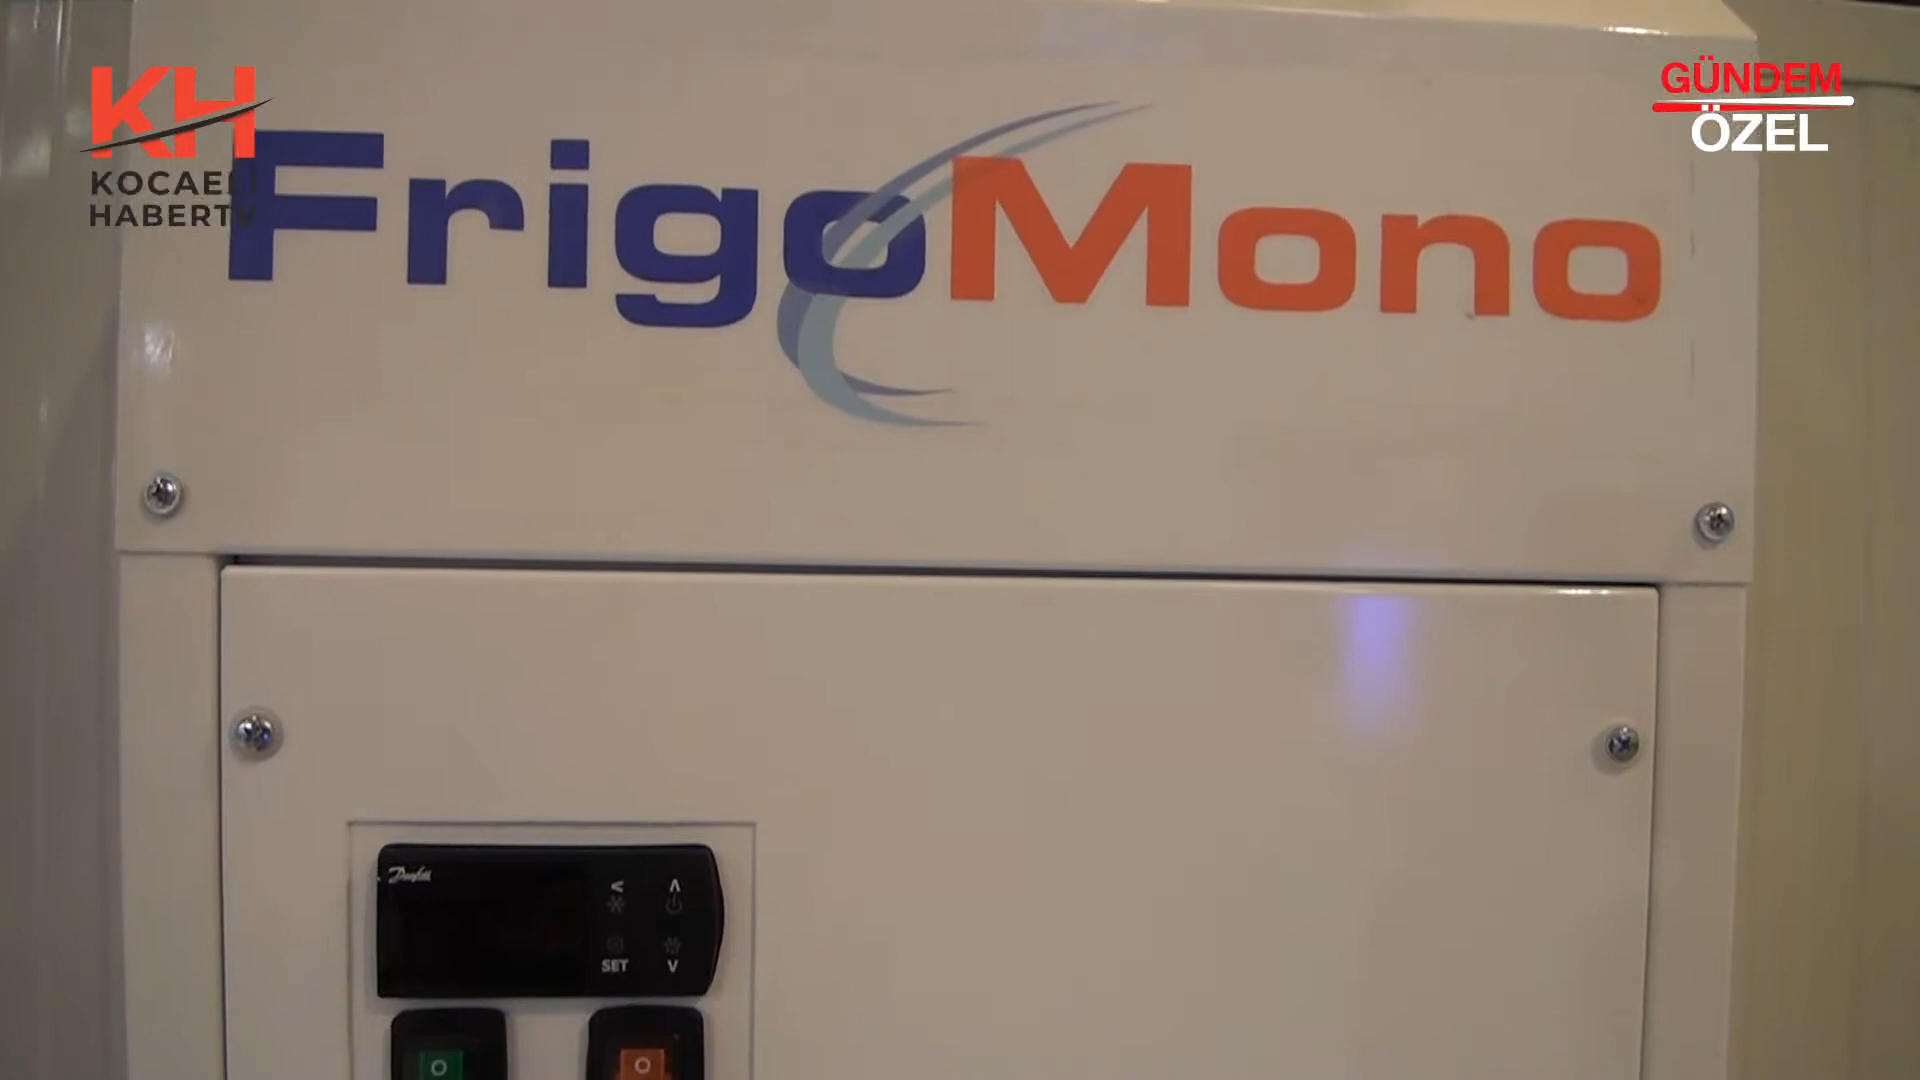 KH
KOCAELİ
HABERTV
GÜNDEM
ÖZEL
FrigoMono
Danfoss
SET